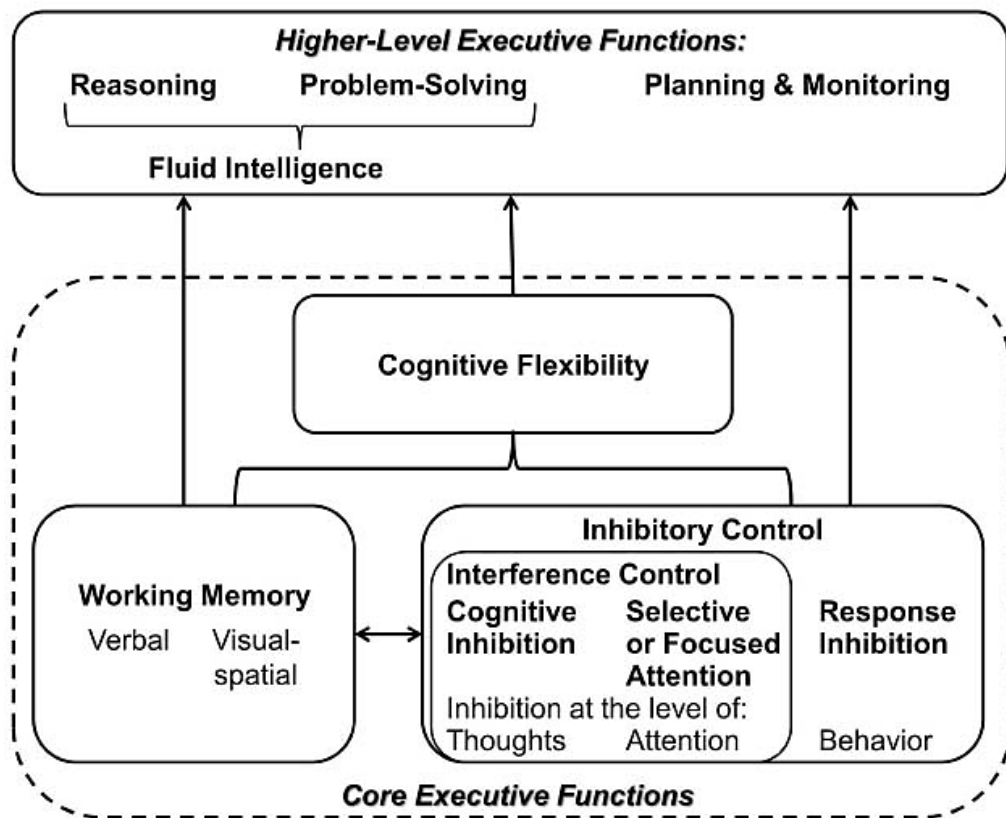 Higher-Level Executive Functions:
Reasoning Problem-Solving Planning & Monitoring
Fluid Intelligence
Cognitive Flexibility
Working Memory
Verbal Visual-
spatial
Inhibitory Control
Interference Control
Cognitive Selective Response
Inhibition or Focused Inhibition
Attention
Inhibition at the level of:
Thoughts Attention Behavior
Core Executive Functions